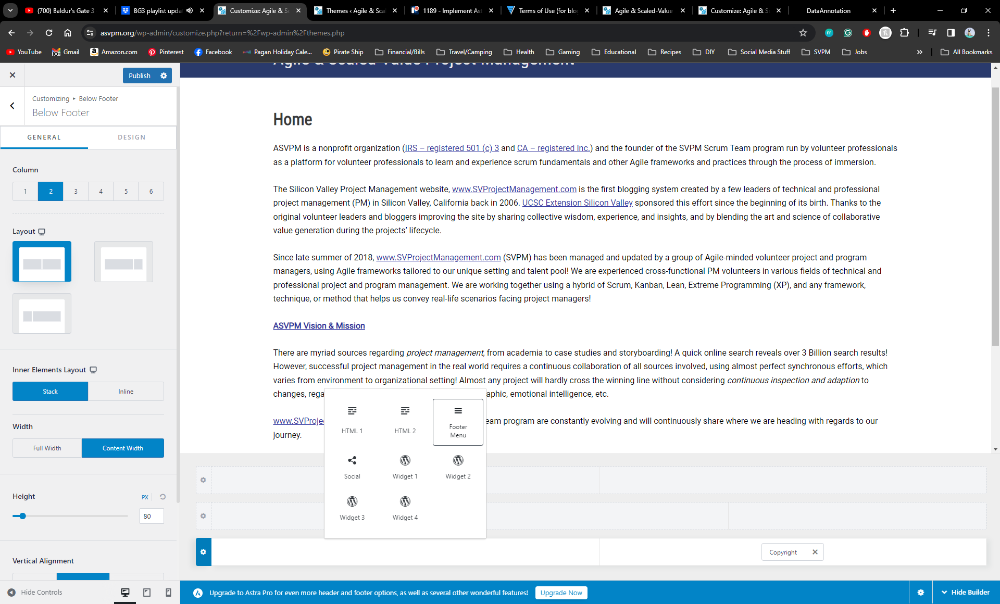 (700) Baldur's Gate 3
BG3 playlist upda
Customize: Agile & Sc
Themes ‹ Agile & Scal
1189 - Implement Ast
Terms of Use (for blo
Agile & Scaled-Value
Customize: Agile & Sc
DataAnnotation
asvpm.org/wp-admin/customize.php?return=%2Fwp-admin%2Fthemes.php
YouTube
Gmail
Amazon.com
Pinterest
Facebook
Pagan Holiday Cale...
Pirate Ship
Financial/Bills
Travel/Camping
Health
Gaming
Educational
Recipes
DIY
Social Media Stuff
SVPM
Jobs
All Bookmarks
Publish
Customizing ▸ Below Footer
Below Footer
GENERAL
DESIGN
Column
1
2
3
4
5
6
Layout
Inner Elements Layout
Stack
Inline
Width
Full Width
Content Width
Height
PX
80
Vertical Alignment
Hide Controls
Agile & Scaled-Value Project Management
Home
ASVPM is a nonprofit organization (IRS – registered 501 (c) 3 and CA – registered Inc.) and the founder of the SVPM Scrum Team program run by volunteer professionals
as a platform for volunteer professionals to learn and experience scrum fundamentals and other Agile frameworks and practices through the process of immersion.
The Silicon Valley Project Management website, www.SVProjectManagement.com is the first blogging system created by a few leaders of technical and professional
project management (PM) in Silicon Valley, California back in 2006. UCSC Extension Silicon Valley sponsored this effort since the beginning of its birth. Thanks to the
original volunteer leaders and bloggers improving the site by sharing collective wisdom, experience, and insights, and by blending the art and science of collaborative
value generation during the projects’ lifecycle.
Since late summer of 2018, www.SVProjectManagement.com (SVPM) has been managed and updated by a group of Agile-minded volunteer project and program
managers, using Agile frameworks tailored to our unique setting and talent pool! We are experienced cross-functional PM volunteers in various fields of technical and
professional project and program management. We are working together using a hybrid of Scrum, Kanban, Lean, Extreme Programming (XP), and any framework,
technique, or method that helps us convey real-life scenarios facing project managers!
ASVPM Vision & Mission
There are myriad sources regarding project management, from academia to case studies and storyboarding! A quick online search reveals over 3 Billion search results!
However, successful project management in the real world requires a continuous collaboration of all sources involved, using almost perfect synchronous efforts, which
varies from environment to organizational setting! Almost any project will hardly cross the winning line without considering continuous inspection and adaption to
changes, rega aphic, emotional intelligence, etc.
www.SVProjec eam program are constantly evolving and will continuously share where we are heading with regards to our
journey.
HTML 1
HTML 2
Footer
Menu
Social
Widget 1
Widget 2
Widget 3
Widget 4
Copyright
Upgrade to Astra Pro for even more header and footer options, as well as several other wonderful features!
Upgrade Now
Hide Builder